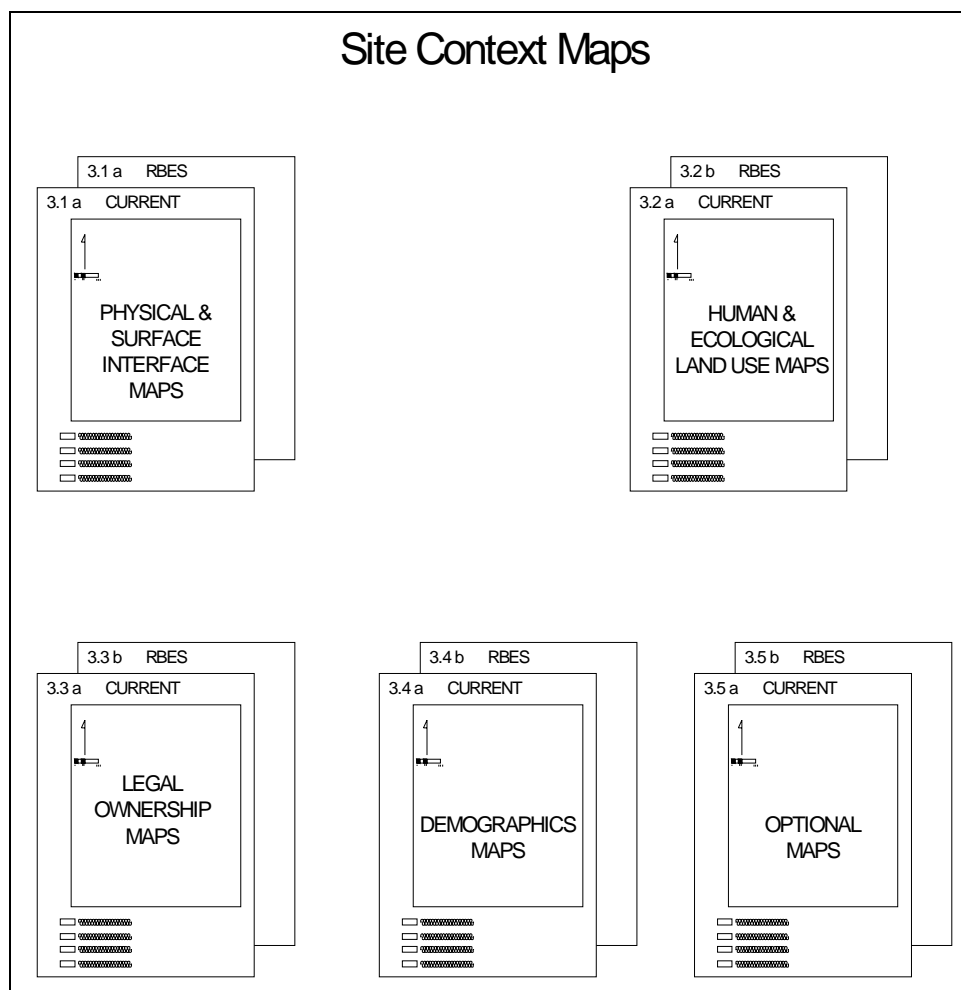 Site Context Maps
3.1 a RBES
3.1 a CURRENT
PHYSICAL &
SURFACE
INTERFACE
MAPS
3.2 b RBES
3.2 a CURRENT
HUMAN &
ECOLOGICAL
LAND USE MAPS
3.3 b RBES
3.3 a CURRENT
LEGAL
OWNERSHIP
MAPS
3.4 b RBES
3.4 a CURRENT
DEMOGRAPHICS
MAPS
3.5 b RBES
3.5 a CURRENT
OPTIONAL
MAPS